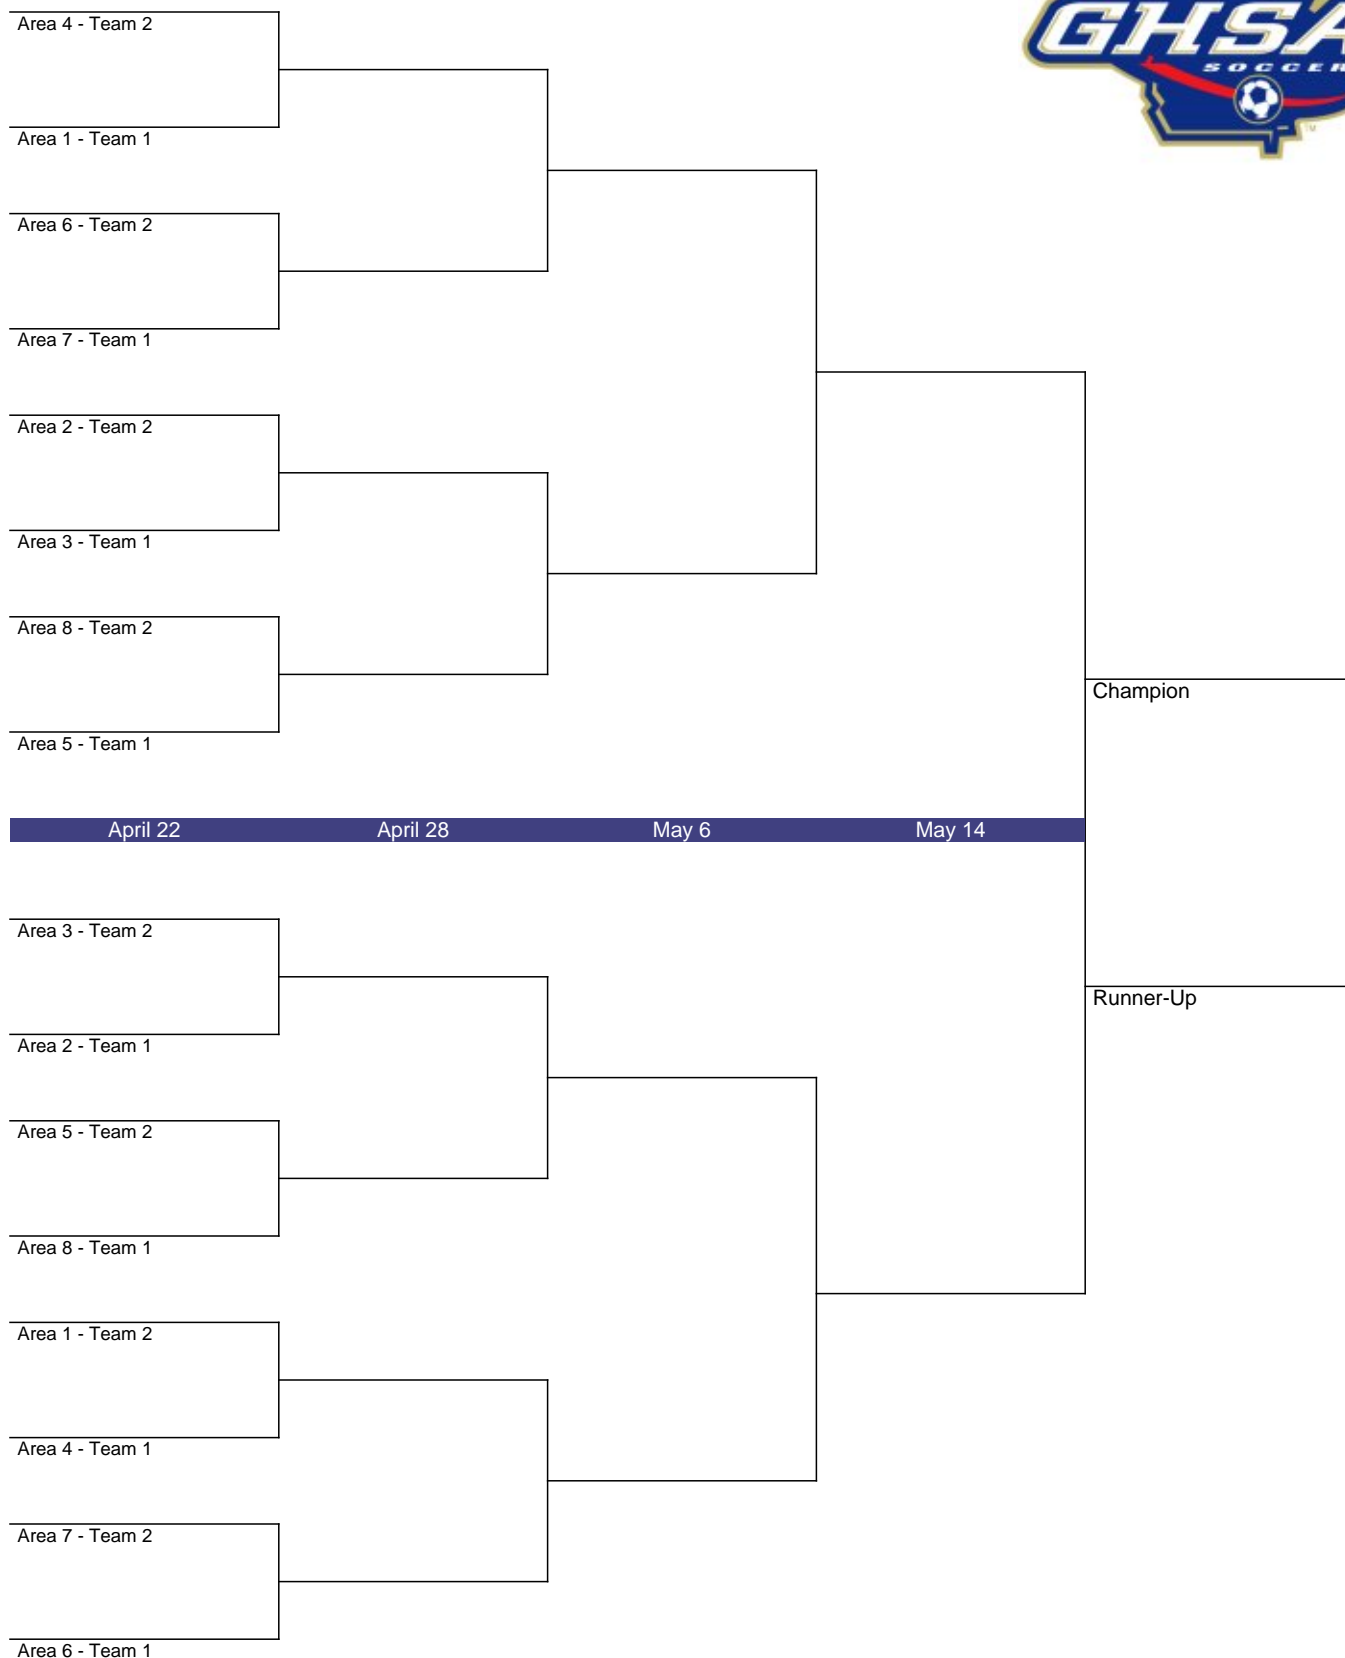 Area 4 - Team 2
GHSA
SOCCER
TM
Area 1 - Team 1
Area 6 - Team 2
Area 7 - Team 1
Area 2 - Team 2
Area 3 - Team 1
Area 8 - Team 2
Champion
Area 5 - Team 1
April 22 April 28 May 6 May 14
Area 3 - Team 2
Runner-Up
Area 2 - Team 1
Area 5 - Team 2
Area 8 - Team 1
Area 1 - Team 2
Area 4 - Team 1
Area 7 - Team 2
Area 6 - Team 1